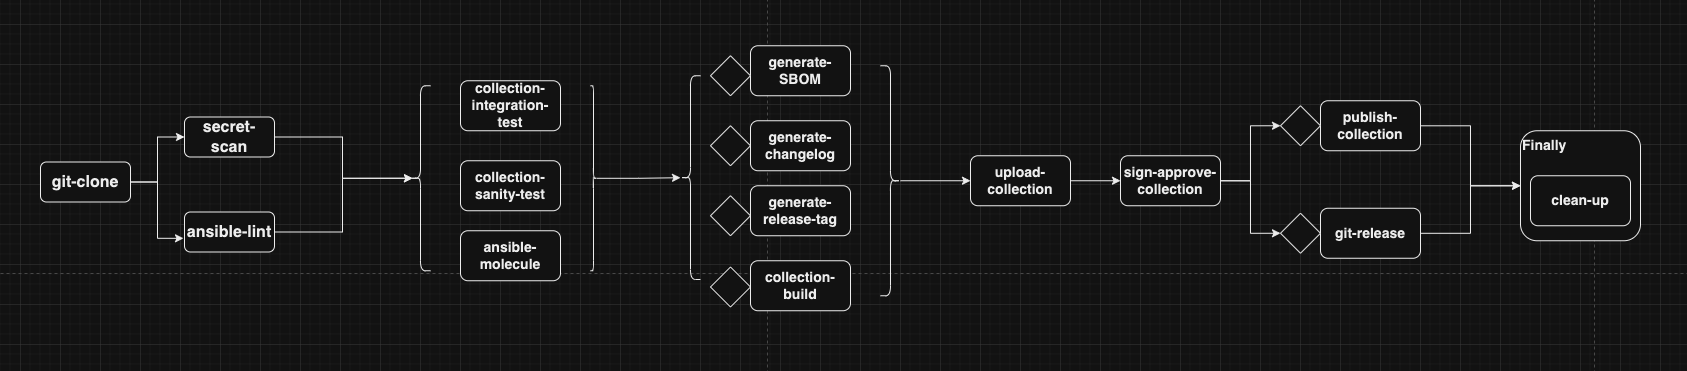 git-clone
secret-
scan
ansible-lint
collection-
integration-
test
collection-
sanity-test
ansible-
molecule
generate-
SBOM
generate-
changelog
generate-
release-tag
collection-
build
upload-
collection
sign-approve-
collection
publish-
collection
git-release
Finally
clean-up